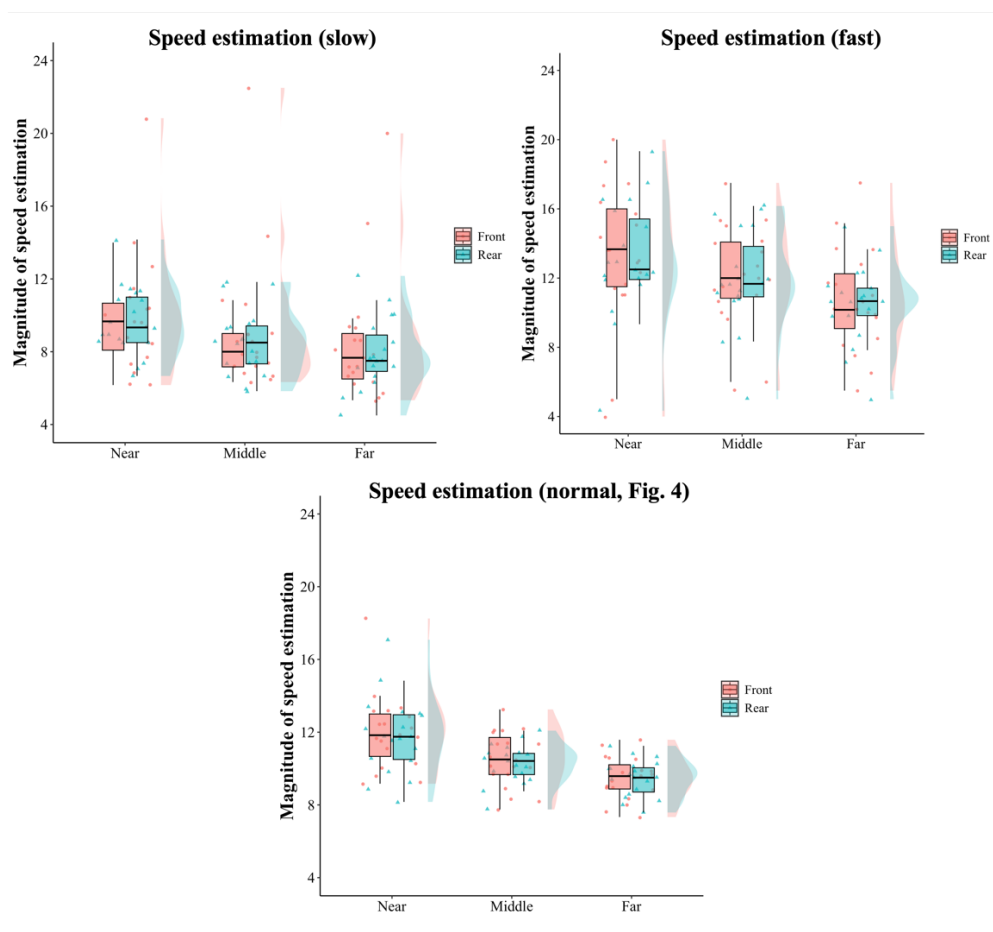 Speed estimation (slow)
Magnitude of speed estimation
24
20
16
12
8
4
Near
Middle
Far
Front
Rear
Speed estimation (fast)
Magnitude of speed estimation
24
20
16
12
8
4
Near
Middle
Far
Front
Rear
Speed estimation (normal, Fig. 4)
Magnitude of speed estimation
24
20
16
12
8
4
Near
Middle
Far
Front
Rear